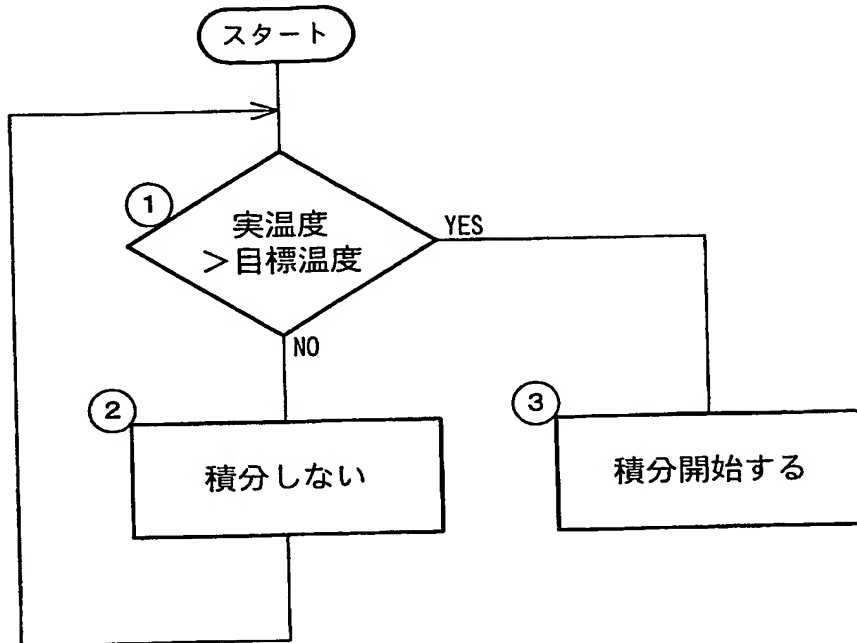 スタート
①
実温度
＞目標温度
YES
NO
②
積分しない
③
積分開始する